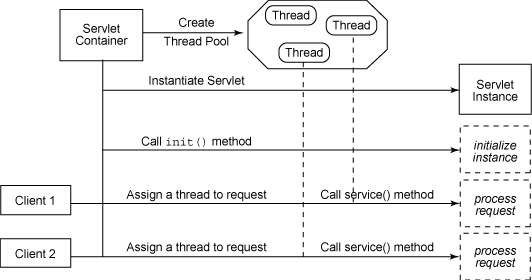 Servlet
Container
Create
Thread Pool
Thread
Thread
Thread
Instantiate Servlet
Servlet
Instance
Call init() method
initialize
instance
Client 1
Assign a thread to request
Call service() method
process
request
Client 2
Assign a thread to request
Call service() method
process
request